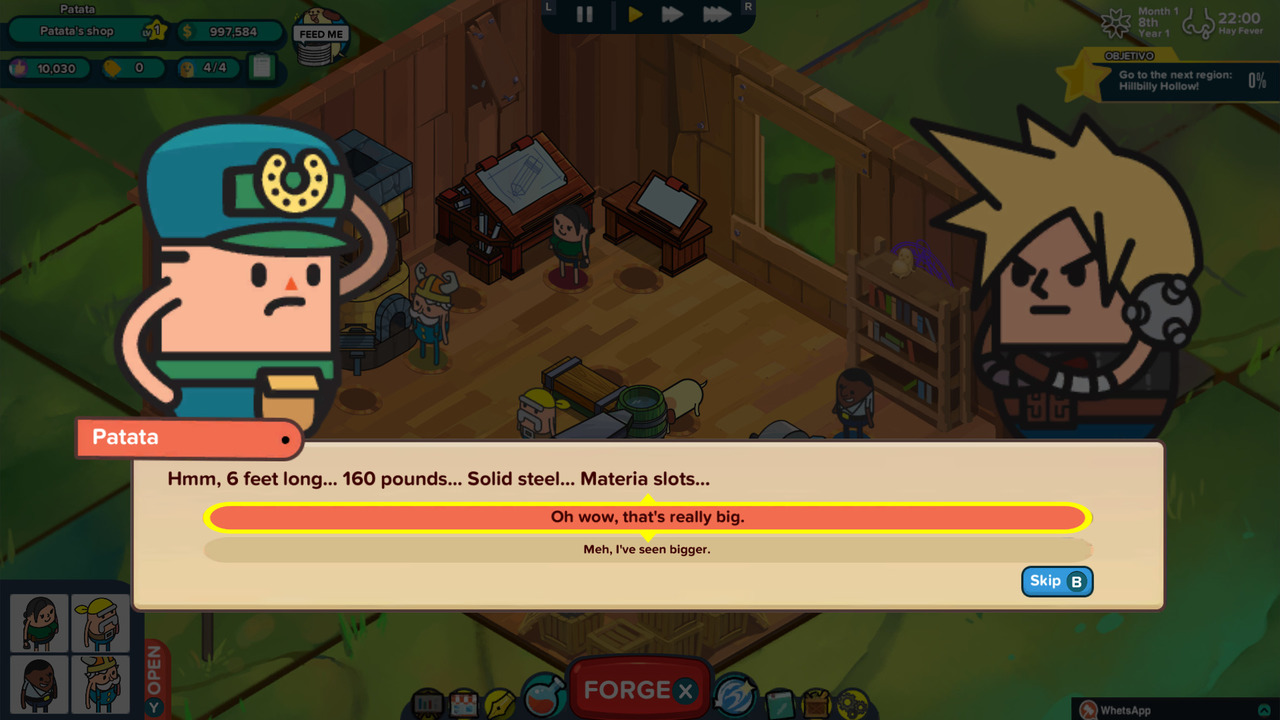 Patata
Patata's shop
LV 1
$ 997,584
FEED ME
10,030
0
4/4
L
R
Month 1
8th
Year 1
22:00
Hay Fever
OBJETIVO
Go to the next region:
Hillbilly Hollow!
0%
Patata
Hmm, 6 feet long... 160 pounds... Solid steel... Materia slots...
Oh wow, that's really big.
Meh, I've seen bigger.
Skip B
OPEN
Y
FORGE X
WhatsApp